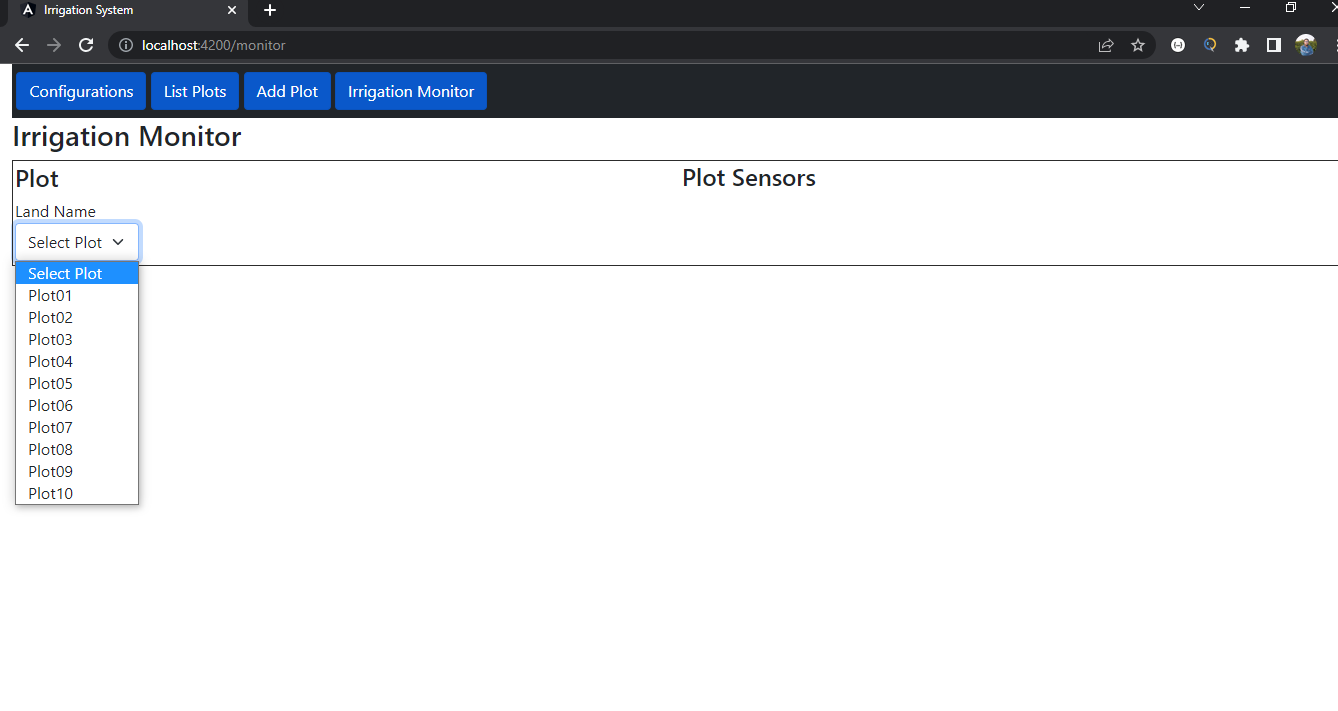 Irrigation System
localhost:4200/monitor
Configurations List Plots Add Plot Irrigation Monitor
Irrigation Monitor
Plot
Plot Sensors
Land Name
Select Plot
Select Plot
Plot01
Plot02
Plot03
Plot04
Plot05
Plot06
Plot07
Plot08
Plot09
Plot10